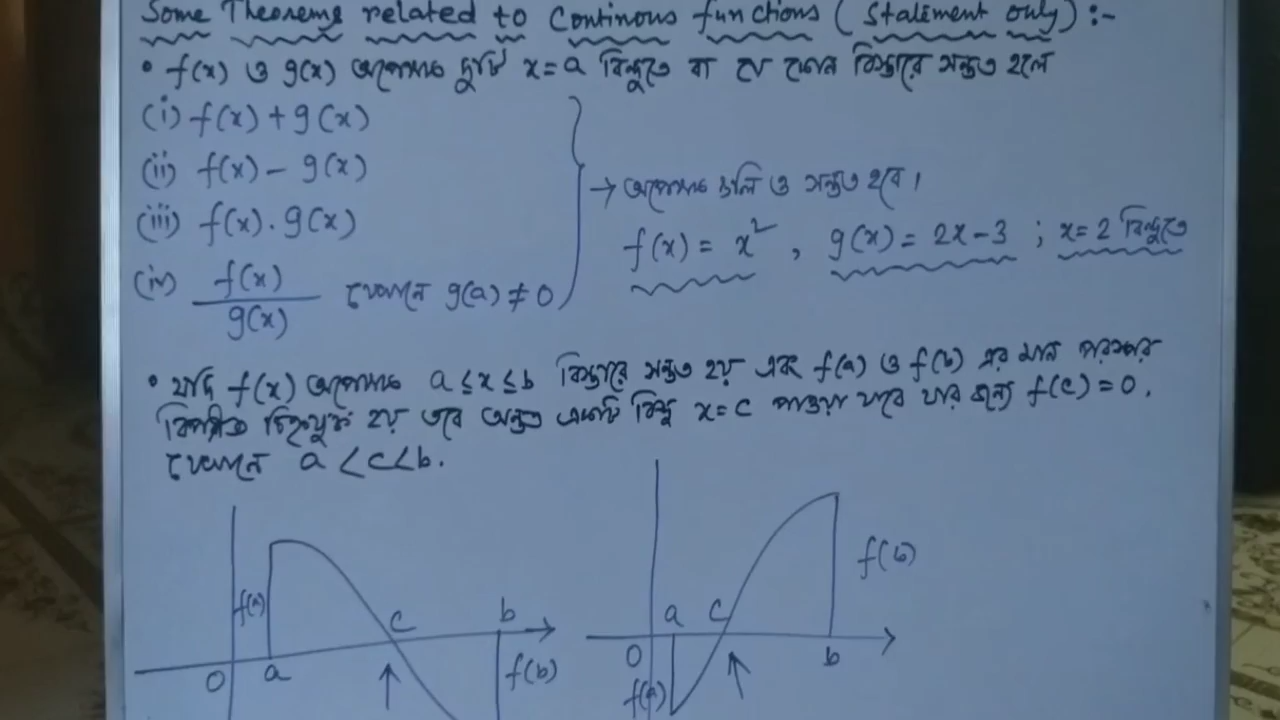 Some Theorems related to Continous functions (Statement only) :-
• f(x) ও g(x) অপেক্ষক দুটি x=a বিন্দুতে বা যে কোন বিস্তারে সন্তত হলে
(i) f(x)+g(x)
(ii) f(x)- g(x)
(iii) f(x).g(x)
(iv) f(x)/g(x) যেখানে g(a) ≠ 0
→ অপেক্ষক গুলি ও সন্তত হবে।
f(x) = x², g(x) = 2x-3 ; x=2 বিন্দুতে
• যদি f(x) অপেক্ষক a ≤ x ≤ b বিস্তারে সন্তত হয় এবং f(a) ও f(b) এর মান পরস্পর
বিপরীত চিহ্নযুক্ত হয় তবে অন্তত একটি বিন্দু x=c পাওয়া যাবে যার জন্য f(c) = 0,
যেখানে a < c < b.
f(a) c b
O a f(b)
a c f(b)
O b
f(a)